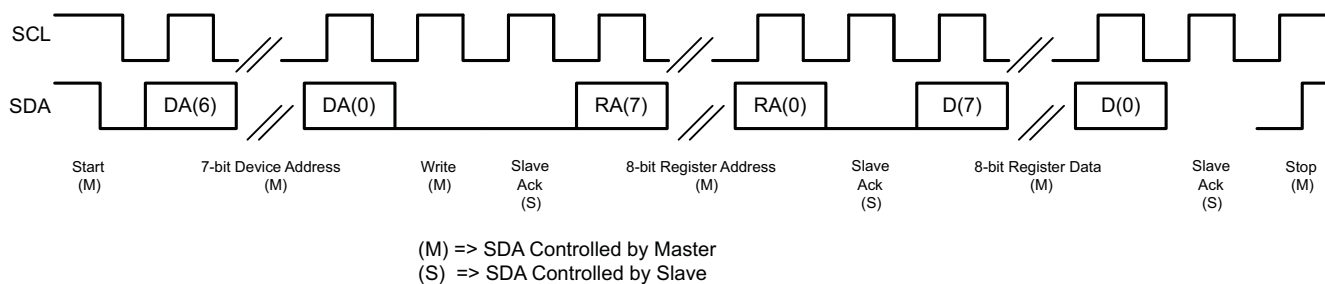 SCL
SDA
DA(6) DA(0) RA(7) RA(0) D(7) D(0)
Start
(M)
7-bit Device Address
(M)
Write
(M)
Slave
Ack
(S)
8-bit Register Address
(M)
Slave
Ack
(S)
8-bit Register Data
(M)
Slave
Ack
(S)
Stop
(M)
(M) => SDA Controlled by Master
(S) => SDA Controlled by Slave